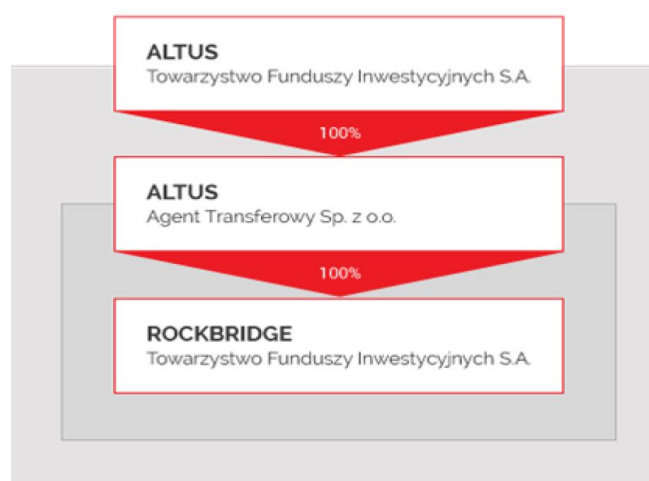 ALTUS
Towarzystwo Funduszy Inwestycyjnych S.A.
100%
ALTUS
Agent Transferowy Sp. z o.o.
100%
ROCKBRIDGE
Towarzystwo Funduszy Inwestycyjnych S.A.